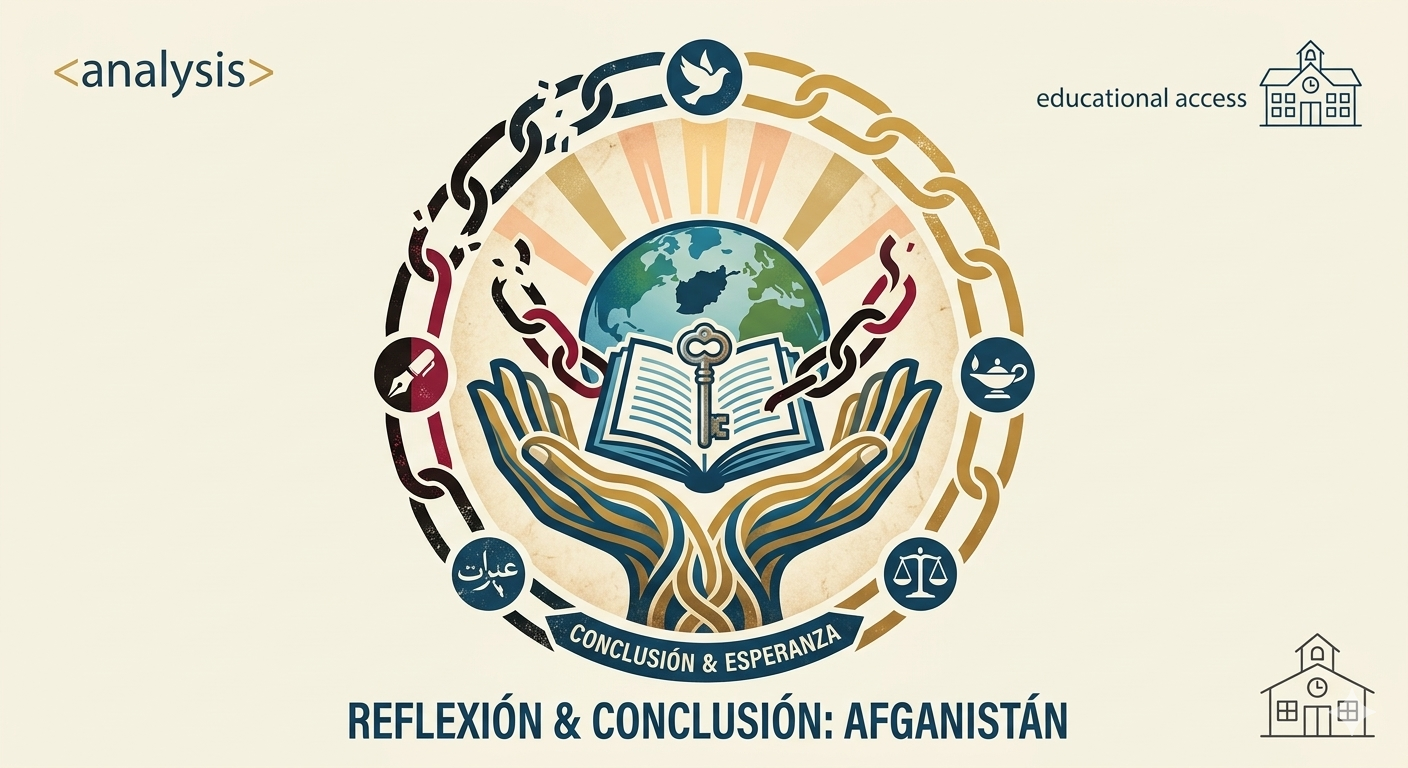 <analysis>
educational access
CONCLUSIÓN & ESPERANZA
REFLEXIÓN & CONCLUSIÓN: AFGANISTÁN